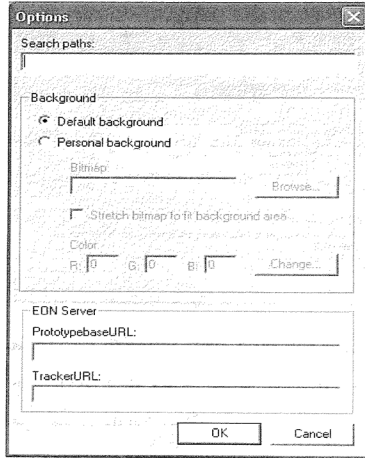 Options
Search paths:
Background
Default background
Personal background
Bitmap
Browse...
Stretch bitmap to fit background area
Color
R: 0 G: 0 B: 0 Change...
EON Server
PrototypebaseURL:
TrackerURL:
OK Cancel